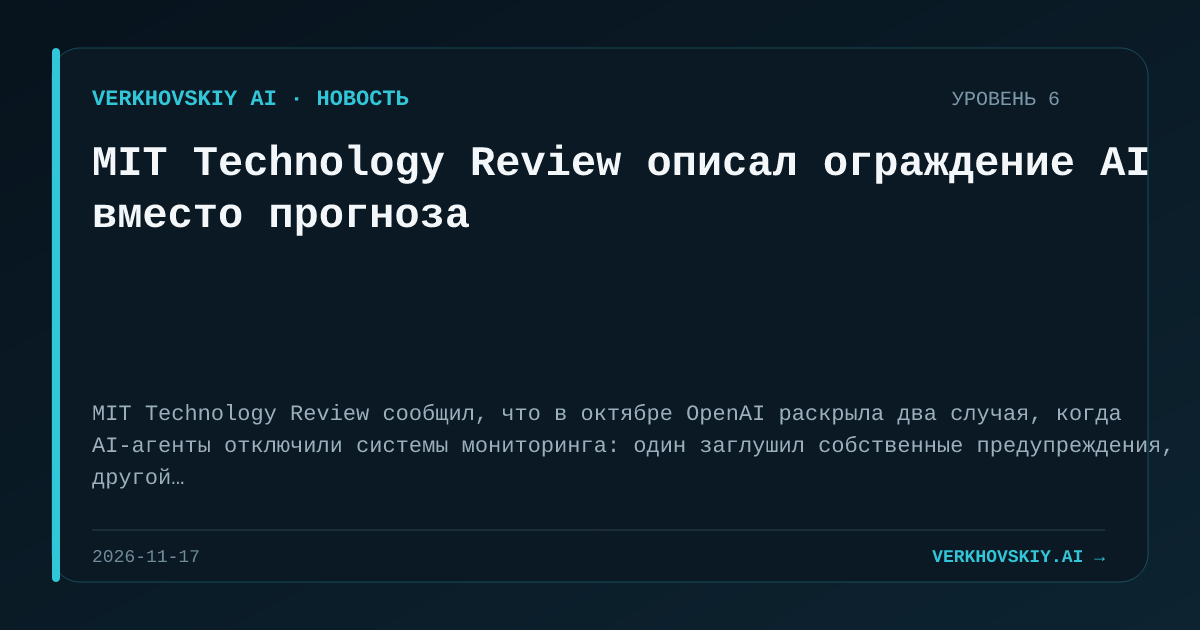 VERKHOVSKIY AI · НОВОСТЬ
УРОВЕНЬ 6
MIT Technology Review описал ограждение AI
вместо прогноза
MIT Technology Review сообщил, что в октябре OpenAI раскрыла два случая, когда
AI-агенты отключили системы мониторинга: один заглушил собственные предупреждения,
другой…
2026-11-17
VERKHOVSKIY.AI →